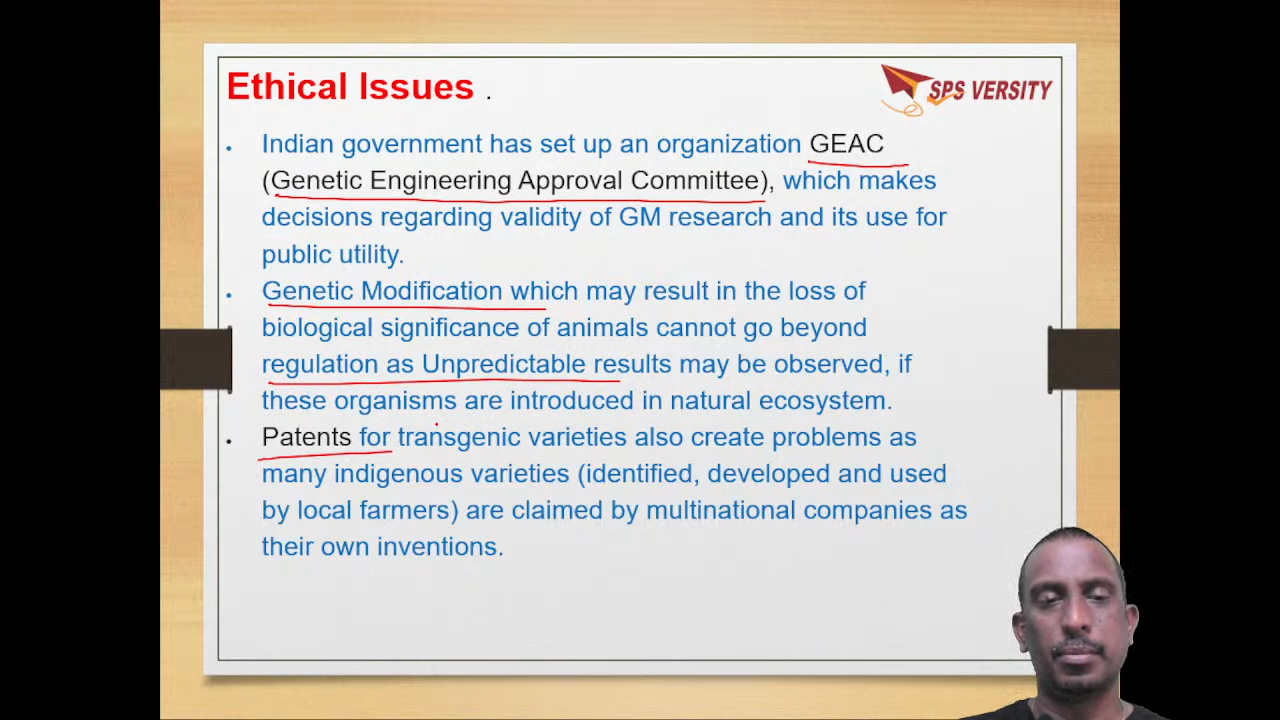 Ethical Issues .
SPS VERSITY
• Indian government has set up an organization GEAC
(Genetic Engineering Approval Committee), which makes
decisions regarding validity of GM research and its use for
public utility.
• Genetic Modification which may result in the loss of
biological significance of animals cannot go beyond
regulation as Unpredictable results may be observed, if
these organisms are introduced in natural ecosystem.
• Patents for transgenic varieties also create problems as
many indigenous varieties (identified, developed and used
by local farmers) are claimed by multinational companies as
their own inventions.